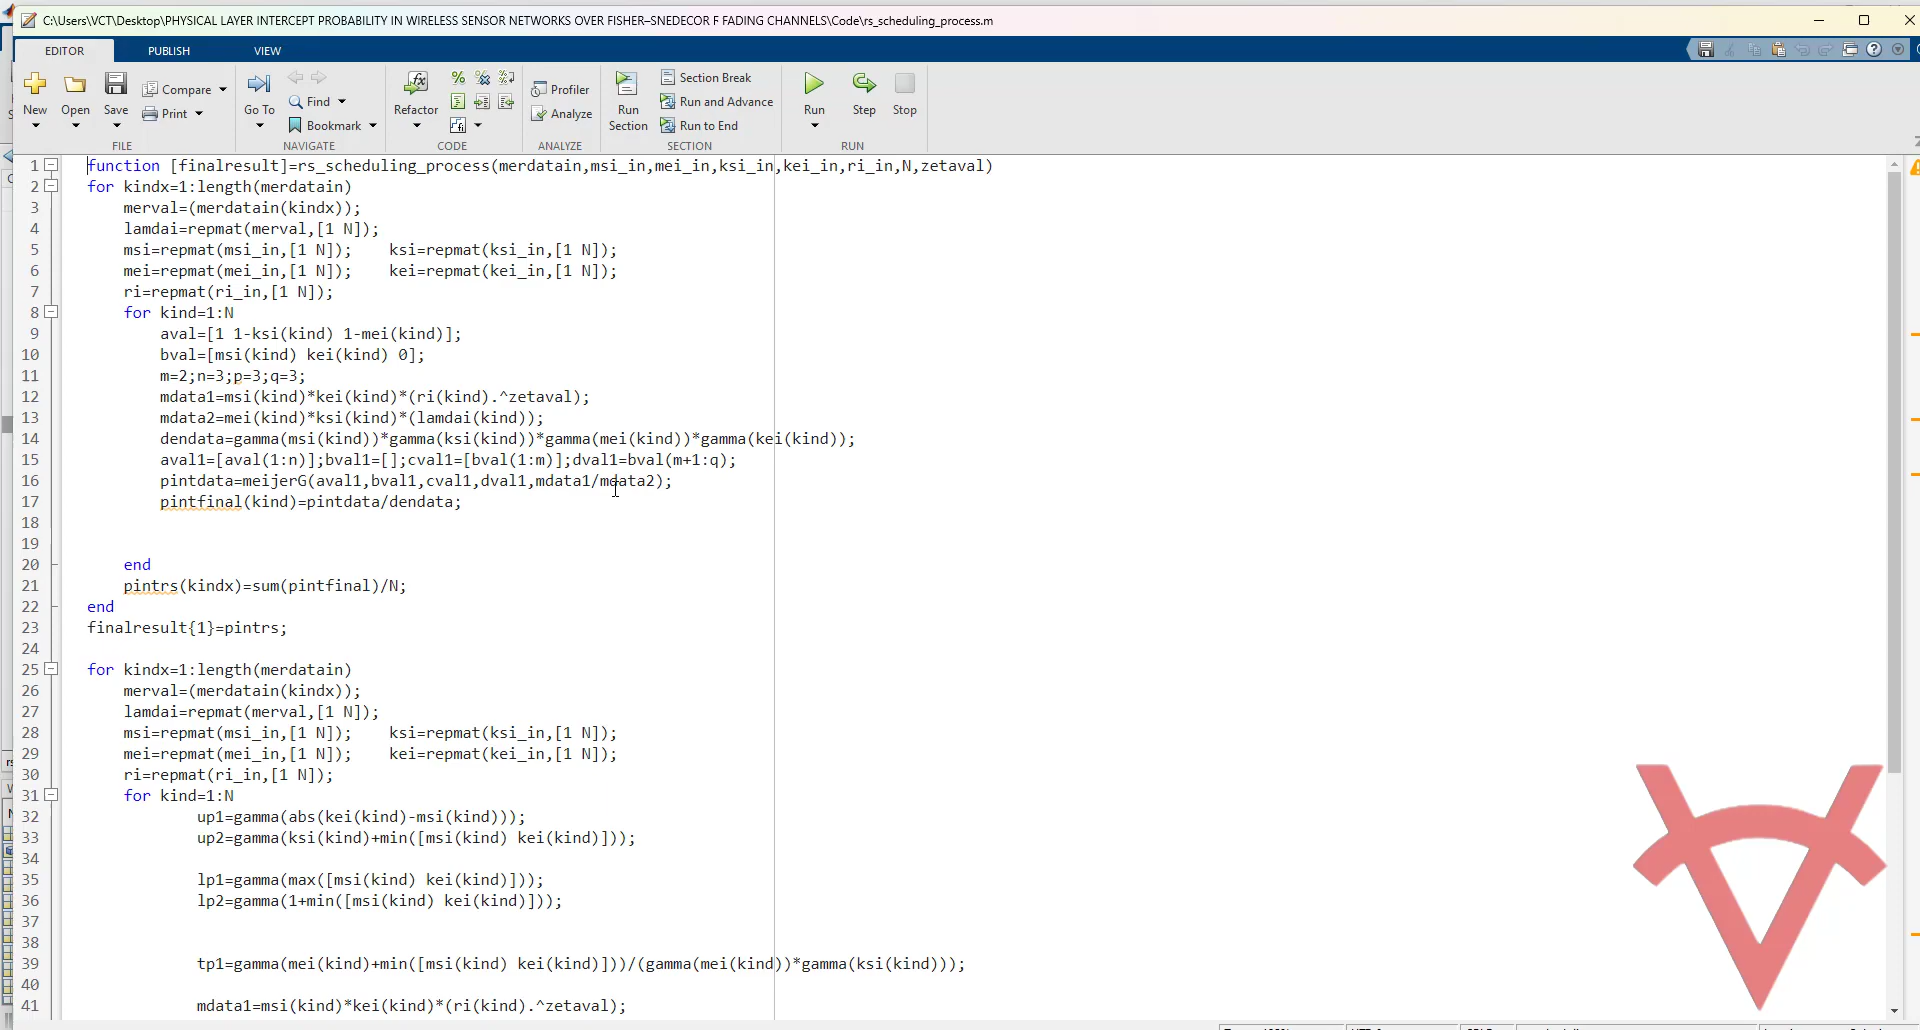 C:\Users\VCT\Desktop\PHYSICAL LAYER INTERCEPT PROBABILITY IN WIRELESS SENSOR NETWORKS OVER FISHER–SNEDECOR F FADING CHANNELS\Code\rs_scheduling_process.m
EDITOR PUBLISH VIEW
New Open Save Compare Print Go To Find Bookmark Refactor Profiler Analyze Run Section Section Break Run and Advance Run to End Run Step Stop
FILE NAVIGATE CODE ANALYZE SECTION RUN
1 function [finalresult]=rs_scheduling_process(merdatain,msi_in,mei_in,ksi_in,kei_in,ri_in,N,zetaval)
2 for kindx=1:length(merdatain)
3 merval=(merdatain(kindx));
4 lamdai=repmat(merval,[1 N]);
5 msi=repmat(msi_in,[1 N]); ksi=repmat(ksi_in,[1 N]);
6 mei=repmat(mei_in,[1 N]); kei=repmat(kei_in,[1 N]);
7 ri=repmat(ri_in,[1 N]);
8 for kind=1:N
9 aval=[1 1-ksi(kind) 1-mei(kind)];
10 bval=[msi(kind) kei(kind) 0];
11 m=2;n=3;p=3;q=3;
12 mdata1=msi(kind)*kei(kind)*(ri(kind).^zetaval);
13 mdata2=mei(kind)*ksi(kind)*(lamdai(kind));
14 dendata=gamma(msi(kind))*gamma(ksi(kind))*gamma(mei(kind))*gamma(kei(kind));
15 aval1=[aval(1:n)];bval1=[];cval1=[bval(1:m)];dval1=bval(m+1:q);
16 pintdata=meijerG(aval1,bval1,cval1,dval1,mdata1/mdata2);
17 pintfinal(kind)=pintdata/dendata;
18
19
20 end
21 pintrs(kindx)=sum(pintfinal)/N;
22 end
23 finalresult{1}=pintrs;
24
25 for kindx=1:length(merdatain)
26 merval=(merdatain(kindx));
27 lamdai=repmat(merval,[1 N]);
28 msi=repmat(msi_in,[1 N]); ksi=repmat(ksi_in,[1 N]);
29 mei=repmat(mei_in,[1 N]); kei=repmat(kei_in,[1 N]);
30 ri=repmat(ri_in,[1 N]);
31 for kind=1:N
32 up1=gamma(abs(kei(kind)-msi(kind)));
33 up2=gamma(ksi(kind)+min([msi(kind) kei(kind)]));
34
35 lp1=gamma(max([msi(kind) kei(kind)]));
36 lp2=gamma(1+min([msi(kind) kei(kind)]));
37
38
39 tp1=gamma(mei(kind)+min([msi(kind) kei(kind)]))/(gamma(mei(kind))*gamma(ksi(kind)));
40
41 mdata1=msi(kind)*kei(kind)*(ri(kind).^zetaval);